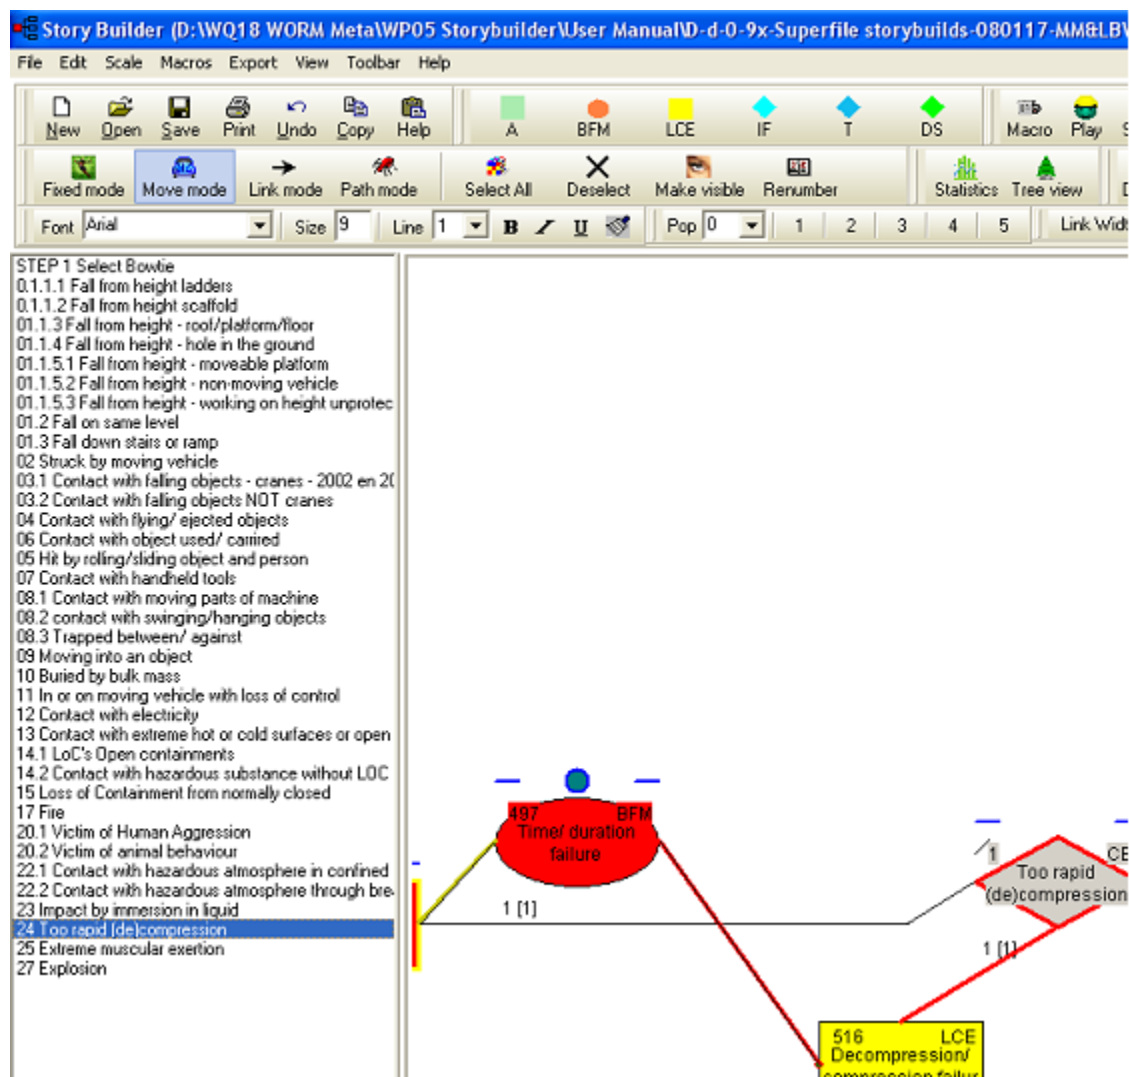 Story Builder (D:\WQ18 WORM Meta\WP05 Storybuilder\User Manual\D-d-0-9x-Superfile storybuilds-080117-MM&LB\
File Edit Scale Macros Export View Toolbar Help
New Open Save Print Undo Copy Help A BFM LCE IF T DS Macro Play
Fixed mode Move mode Link mode Path mode Select All Deselect Make visible Renumber Statistics Tree view
Font Arial Size 9 Line 1 B I U Pop 0 1 2 3 4 5 Link Wid
STEP 1 Select Bowtie
0.1.1.1 Fall from height ladders
0.1.1.2 Fall from height scaffold
01.1.3 Fall from height - roof/platform/floor
01.1.4 Fall from height - hole in the ground
01.1.5.1 Fall from height - moveable platform
01.1.5.2 Fall from height - non-moving vehicle
01.1.5.3 Fall from height - working on height unprotec
01.2 Fall on same level
01.3 Fall down stairs or ramp
02 Struck by moving vehicle
03.1 Contact with falling objects - cranes - 2002 en 20
03.2 Contact with falling objects NOT cranes
04 Contact with flying/ ejected objects
06 Contact with object used/ carrired
05 Hit by rolling/sliding object and person
07 Contact with handheld tools
08.1 Contact with moving parts of machine
08.2 contact with swinging/hanging objects
08.3 Trapped between/ against
09 Moving into an object
10 Buried by bulk mass
11 In or on moving vehicle with loss of control
12 Contact with electricity
13 Contact with extreme hot or cold surfaces or open
14.1 LoC's Open containments
14.2 Contact with hazardous substance without LOC
15 Loss of Containment from normally closed
17 Fire
20.1 Victim of Human Aggression
20.2 Victim of animal behaviour
22.1 Contact with hazardous atmosphere in confined
22.2 Contact with hazardous atmosphere through brea
23 Impact by immersion in liquid
24 Too rapid (de)compression
25 Extreme muscular exertion
27 Explosion
497 BFM
Time/ duration
failure
1 [1]
1 CE
Too rapid
(de)compression
1 [1]
516 LCE
Decompression/
compression failur